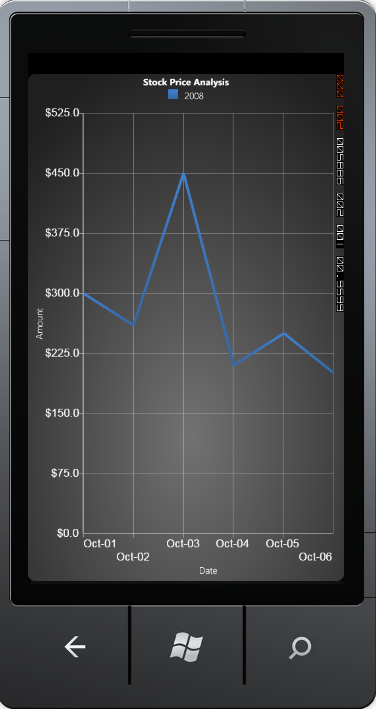 Stock Price Analysis
2008
$525.0
$450.0
$375.0
$300.0
$225.0
$150.0
$75.0
$0.0
Amount
Oct-01
Oct-02
Oct-03
Oct-04
Oct-05
Oct-06
Date